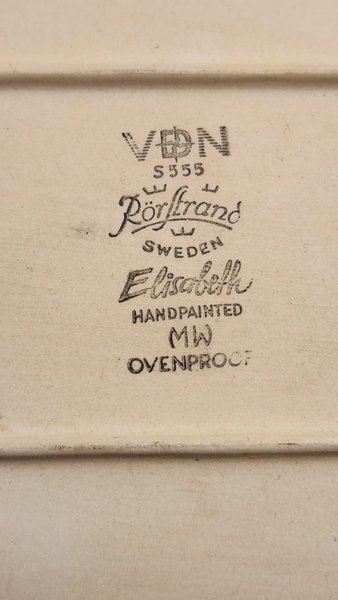 VDN
S555
Rörstrand
SWEDEN
Elisabeth
HANDPAINTED
MW
OVENPROOF